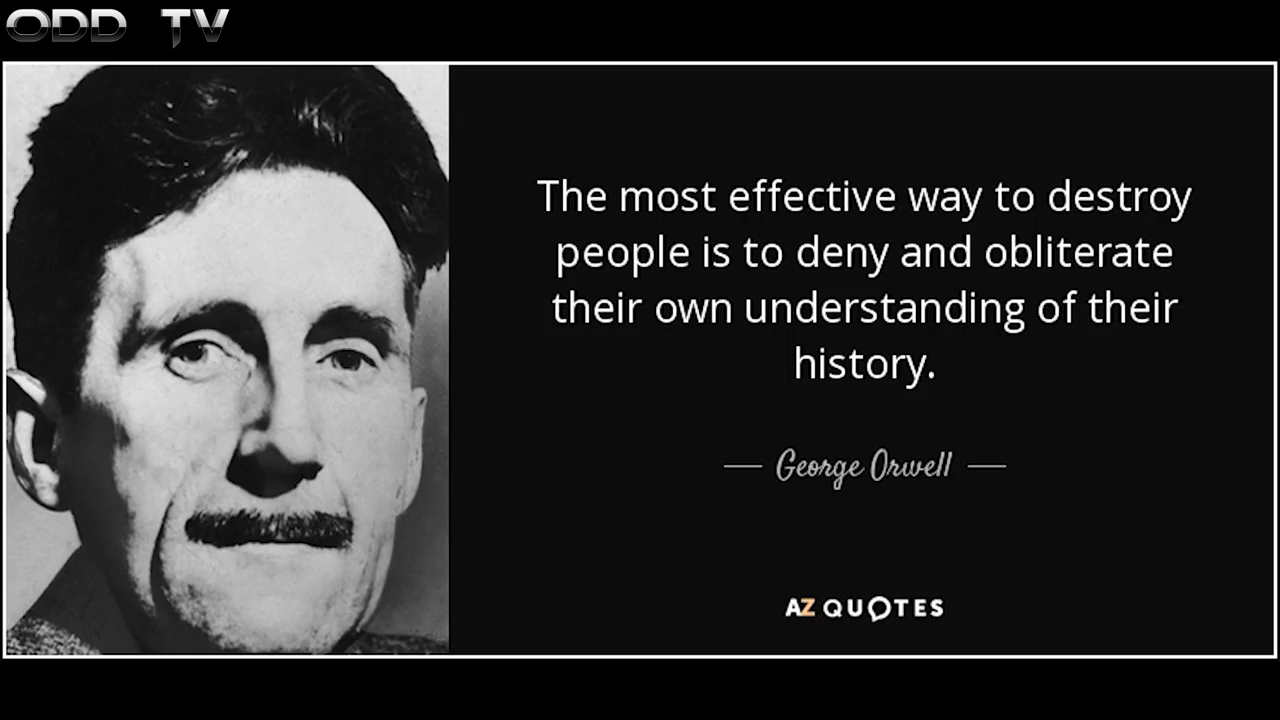 ODD TV
The most effective way to destroy
people is to deny and obliterate
their own understanding of their
history.
George Orwell
AZ QUOTES